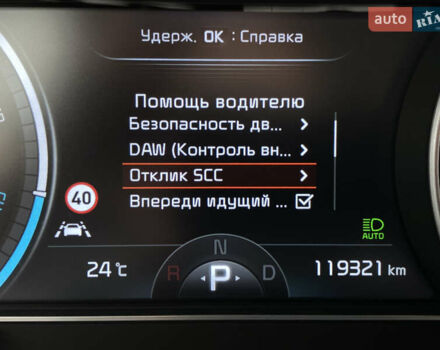 auto RIA
Удерж. OK : Справка
Помощь водителю
Безопасность дв...
DAW (Контроль вн...
Отклик SCC
Впереди идущий ...
40
AUTO
N
24 °C R P D 119321 km